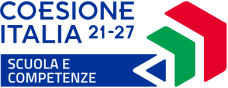 COESIONE
ITALIA 21-27
SCUOLA E
COMPETENZE